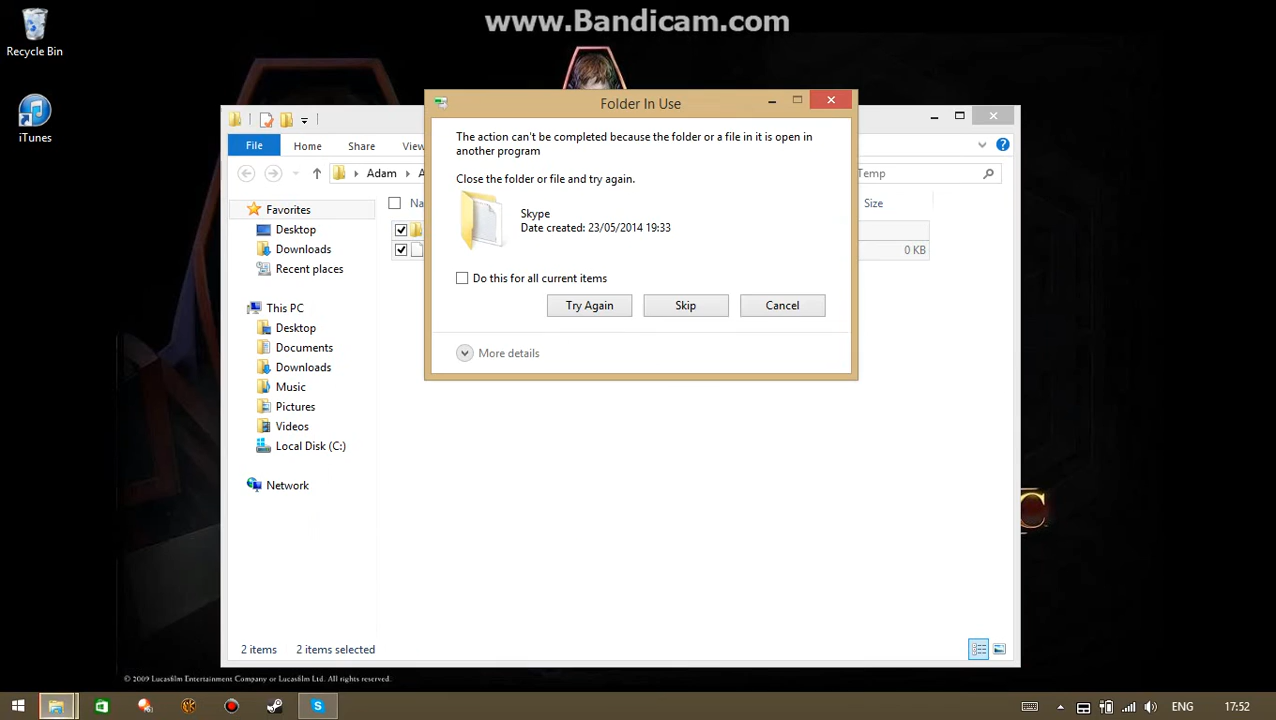 www.Bandicam.com
Recycle Bin
iTunes
Folder In Use
The action can't be completed because the folder or a file in it is open in
another program
Close the folder or file and try again.
Skype
Date created: 23/05/2014 19:33
Do this for all current items
Try Again
Skip
Cancel
More details
File
Home
Share
View
Adam
Temp
Size
0 KB
Favorites
Desktop
Downloads
Recent places
This PC
Desktop
Documents
Downloads
Music
Pictures
Videos
Local Disk (C:)
Network
2 items
2 items selected
© 2009 Lucasfilm Entertainment Company or Lucasfilm Ltd. All rights reserved.
ENG
17:52